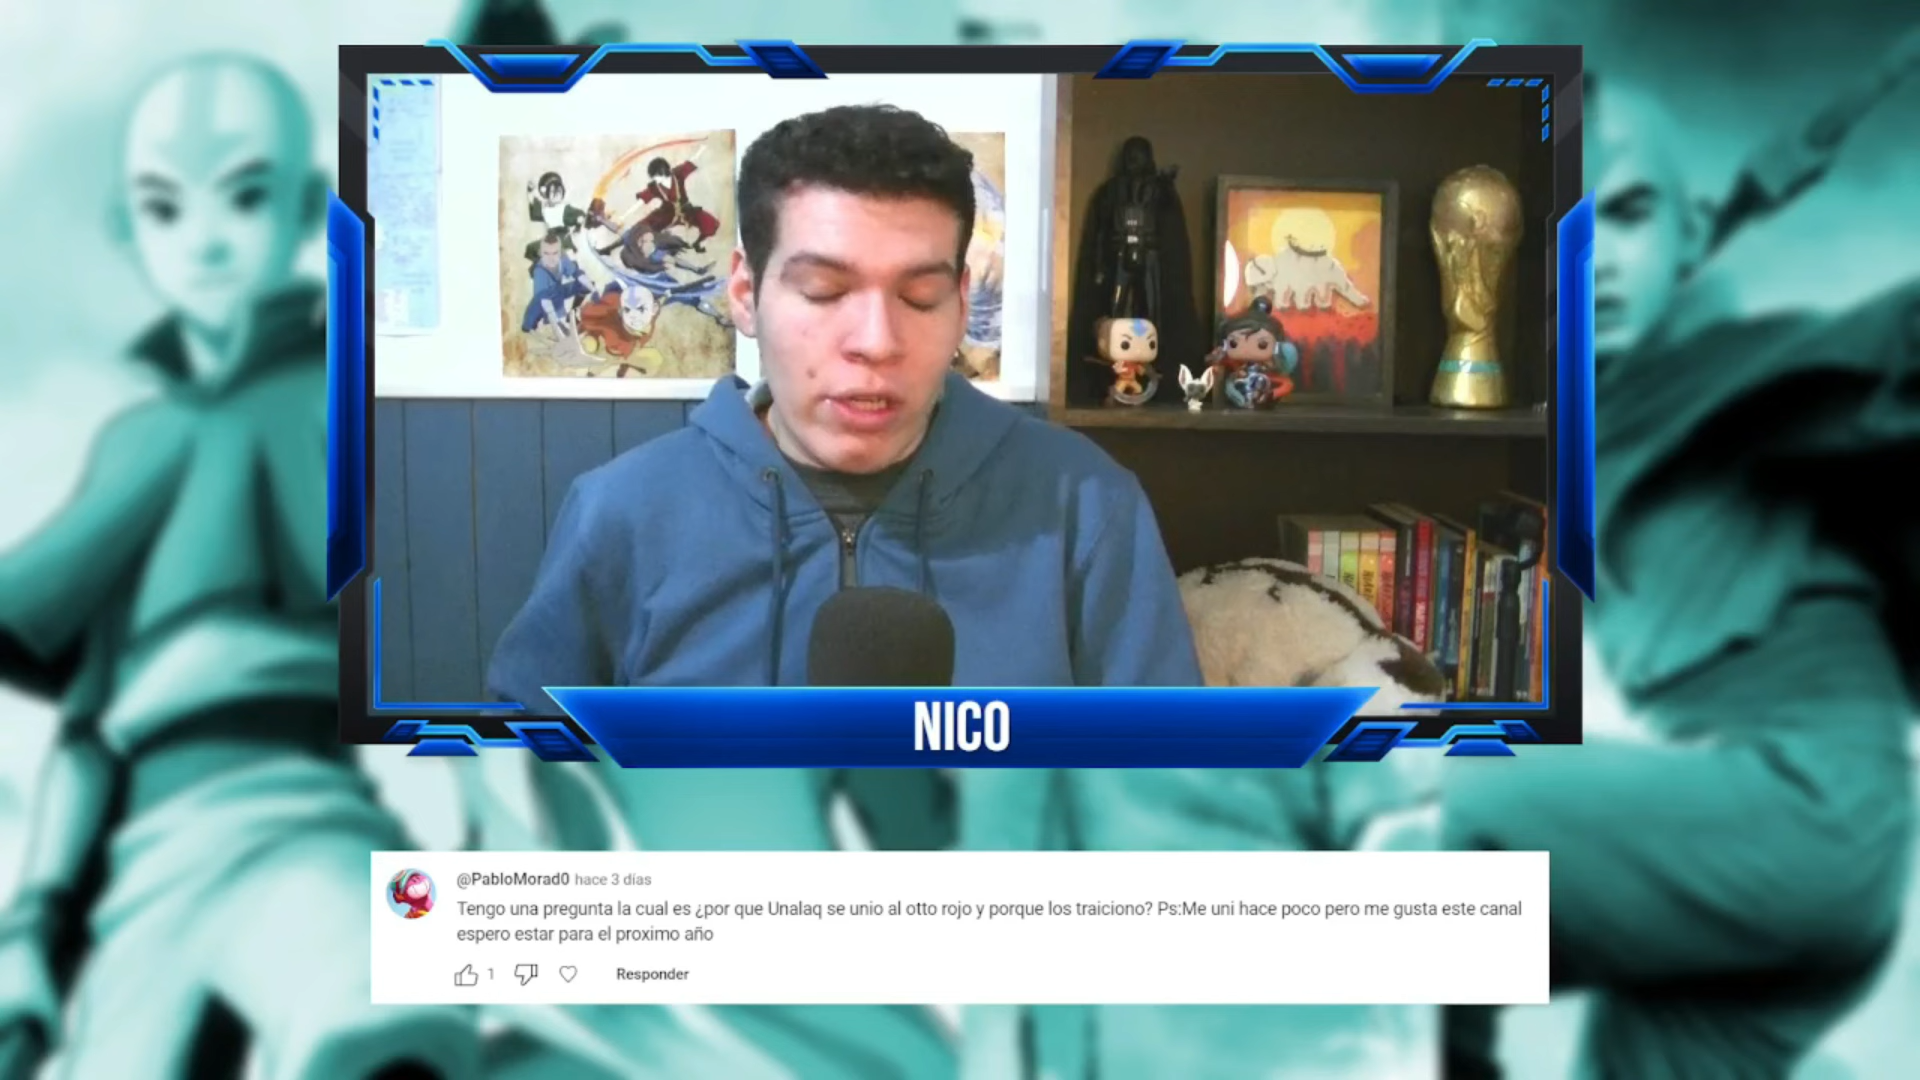 NICO
@PabloMorad0 hace 3 días
Tengo una pregunta la cual es ¿por que Unalaq se unio al otto rojo y porque los traiciono? Ps:Me uni hace poco pero me gusta este canal
espero estar para el proximo año
1 Responder